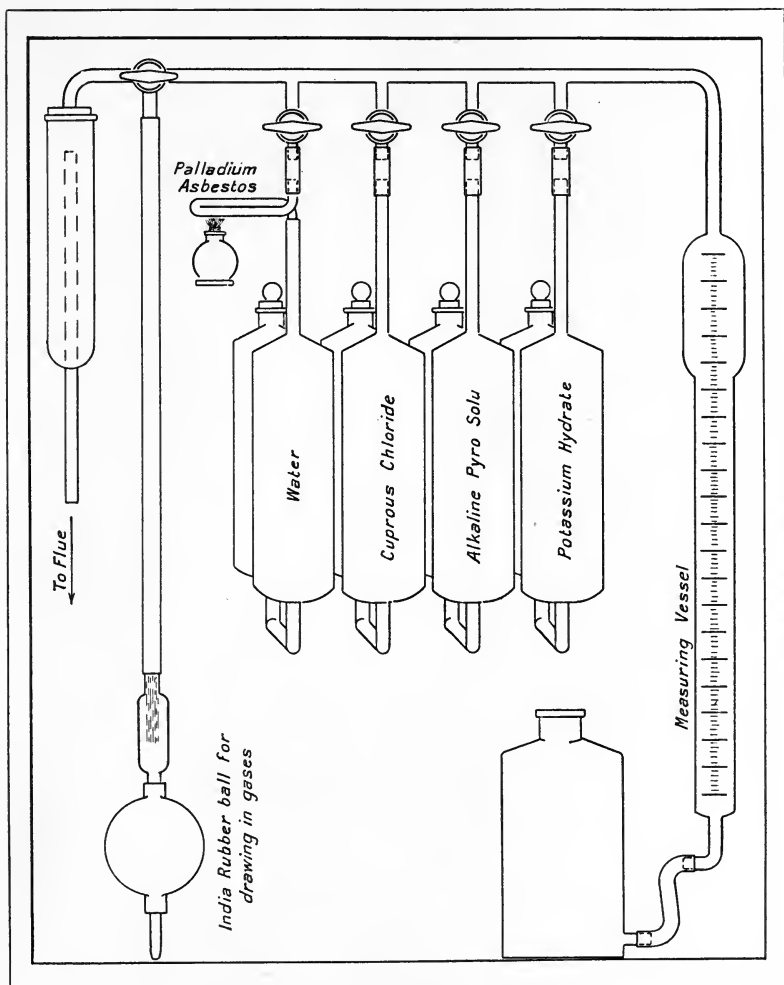 Palladium
Asbestos
To Flue
Water
Cuprous Chloride
Alkaline Pyro Solu
Potassium Hydrate
Measuring Vessel
India Rubber ball for
drawing in gases